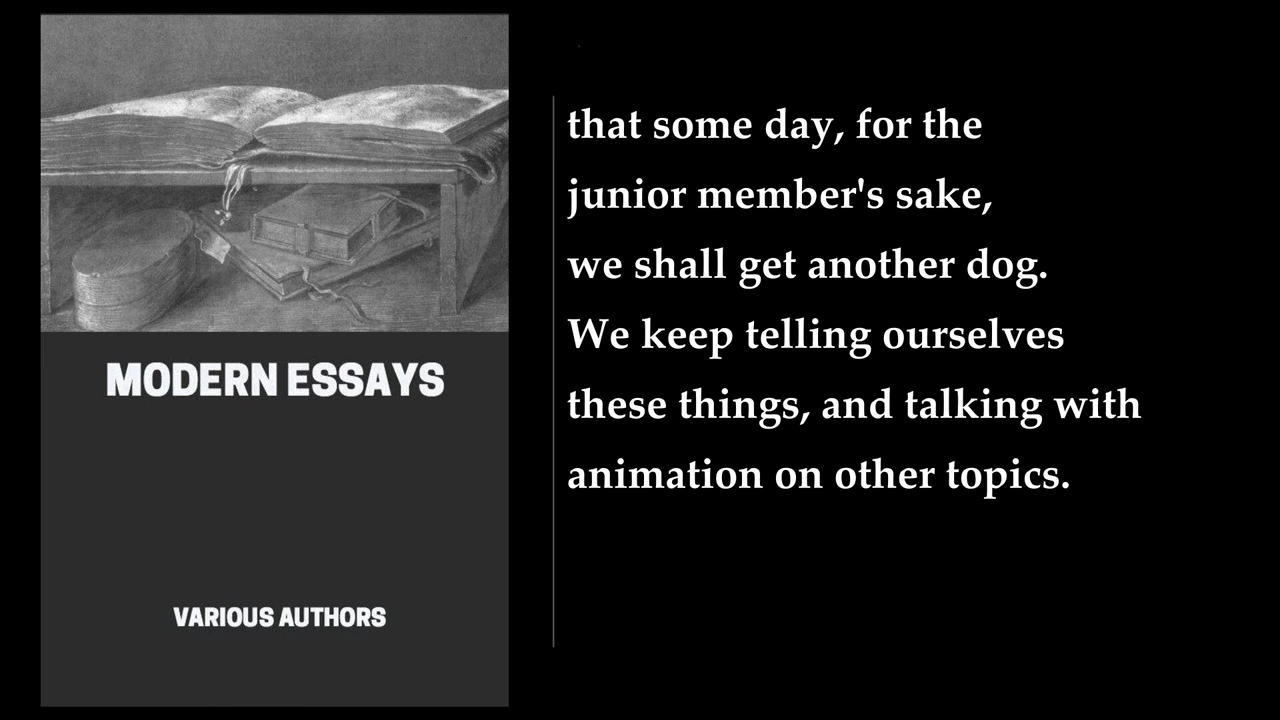 MODERN ESSAYS
VARIOUS AUTHORS
that some day, for the
junior member's sake,
we shall get another dog.
We keep telling ourselves
these things, and talking with
animation on other topics.